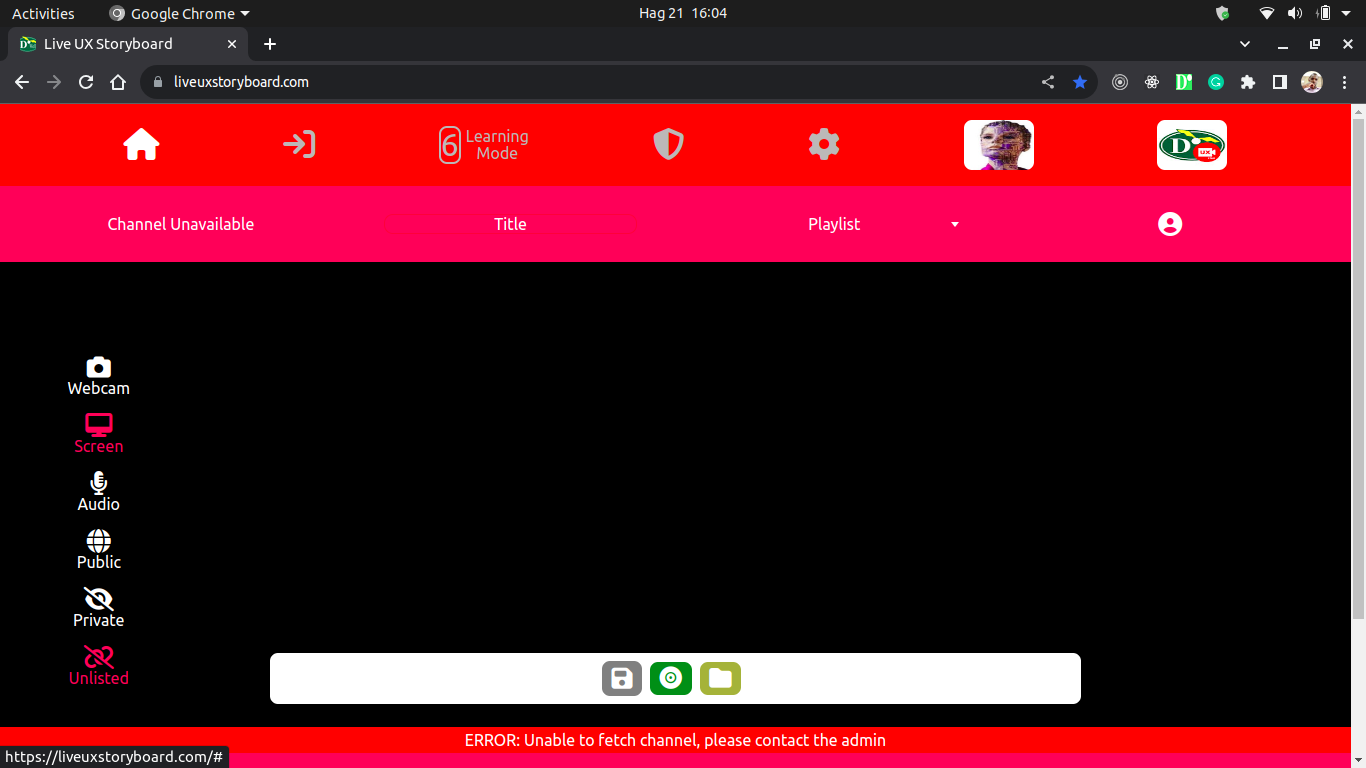 Activities
Google Chrome
Hag 21 16:04
Live UX Storyboard
liveuxstoryboard.com
6
Learning
Mode
D
UX
Channel Unavailable
Title
Playlist
Webcam
Screen
Audio
Public
Private
Unlisted
ERROR: Unable to fetch channel, please contact the admin
https://liveuxstoryboard.com/#